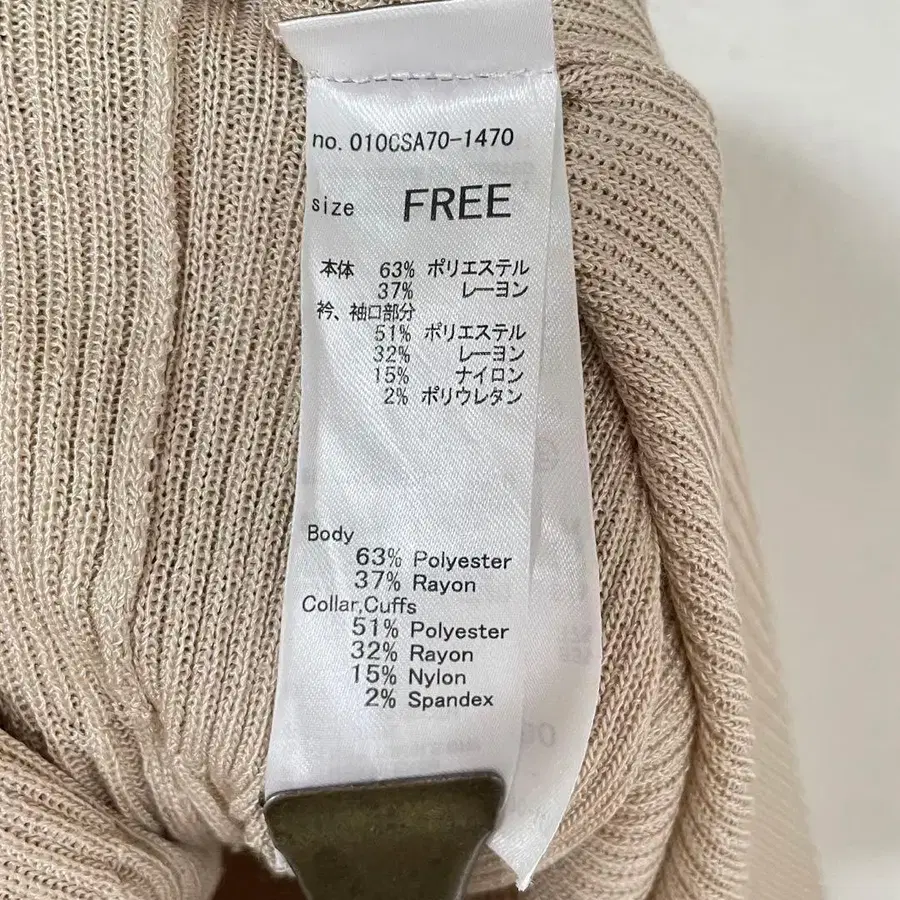 no. 010CSA70-1470
size FREE
本体 63% ポリエステル
37% レーヨン
衿、袖口部分
51% ポリエステル
32% レーヨン
15% ナイロン
2% ポリウレタン
Body
63% Polyester
37% Rayon
Collar,Cuffs
51% Polyester
32% Rayon
15% Nylon
2% Spandex